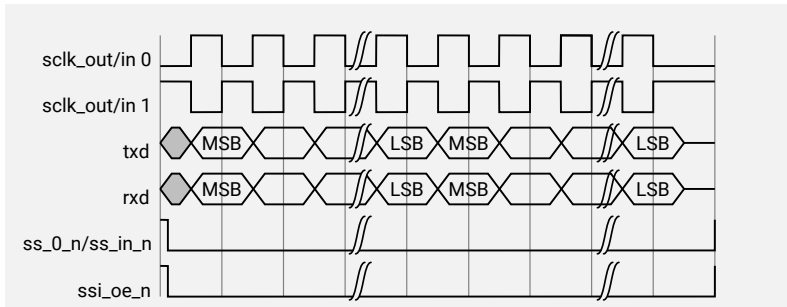 sclk_out/in 0
sclk_out/in 1
txd MSB LSB MSB LSB
rxd MSB LSB MSB LSB
ss_0_n/ss_in_n
ssi_oe_n